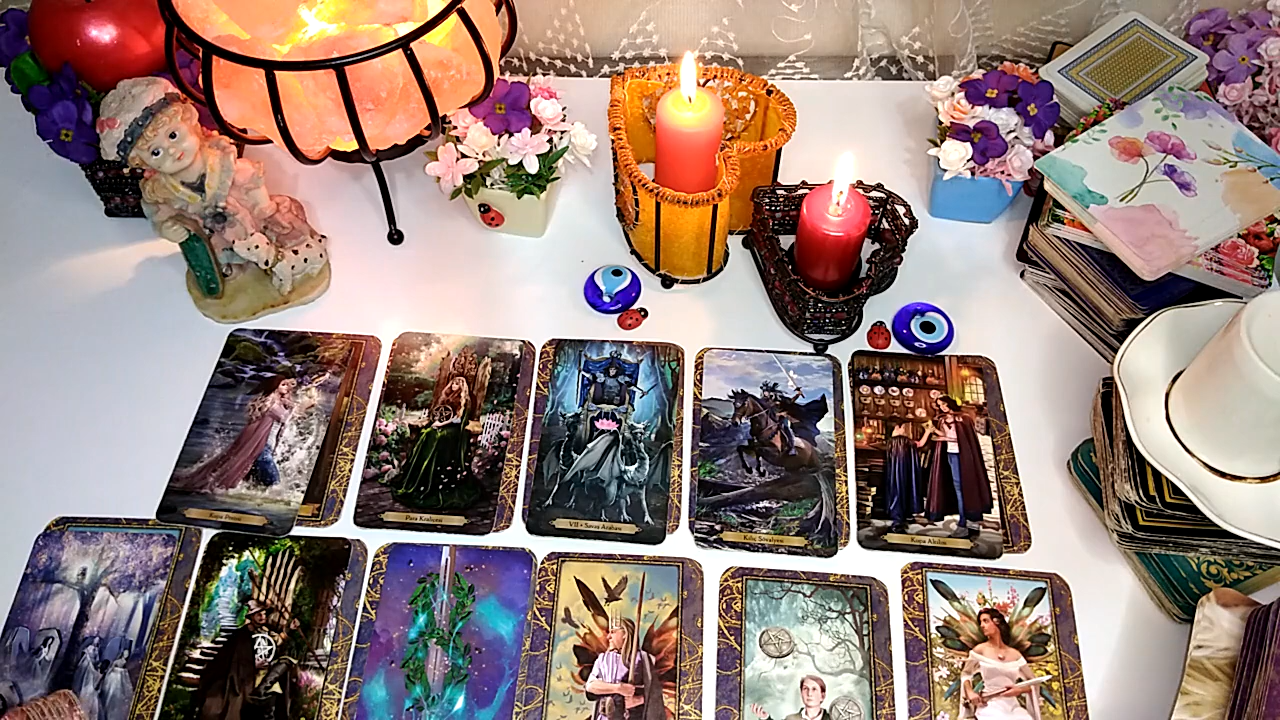 Kupa Prensi
Para Kraliçesi
VII • Savaş Arabası
Kılıç Şövalyesi
Kupa Altılısı